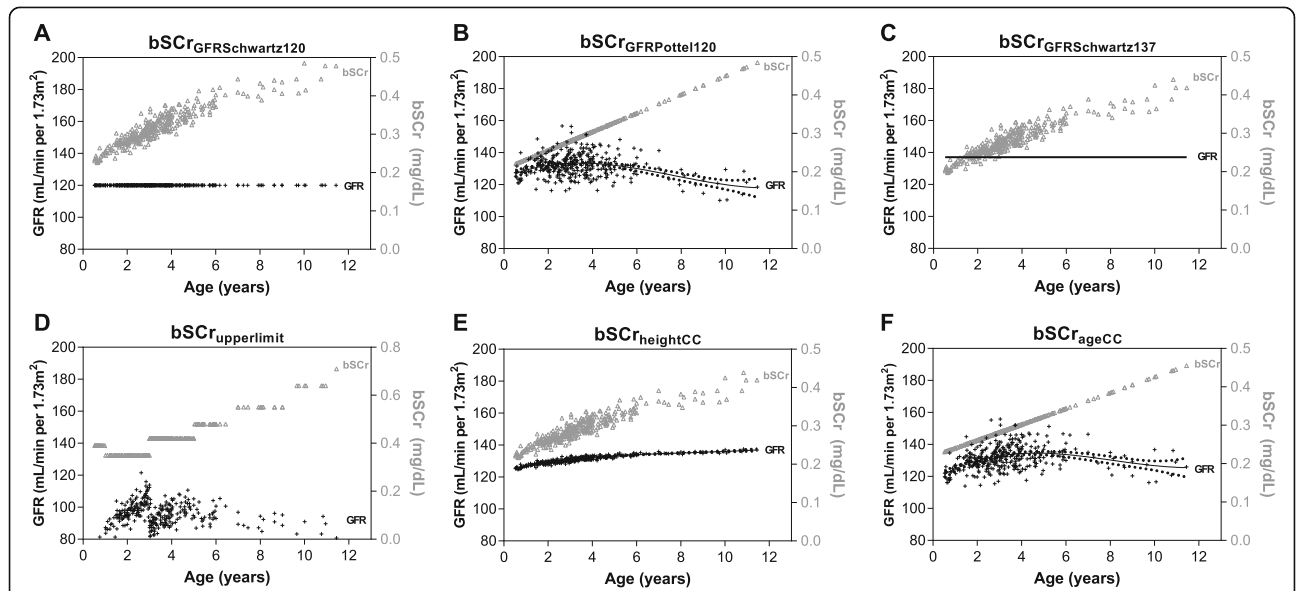 A
bSCrGFRSchwartz120
GFR (mL/min per 1.73m2)
200
180
160
140
120
100
80
0.5
0.4
0.3
0.2
0.1
0.0
bSCr (mg/dL)
bSCr
GFR
0 2 4 6 8 10 12
Age (years)
B
bSCrGFRPottel120
GFR (mL/min per 1.73m2)
200
180
160
140
120
100
80
0.5
0.4
0.3
0.2
0.1
0.0
bSCr (mg/dL)
bSCr
GFR
0 2 4 6 8 10 12
Age (years)
C
bSCrGFRSchwartz137
GFR (mL/min per 1.73m2)
200
180
160
140
120
100
80
0.5
0.4
0.3
0.2
0.1
0.0
bSCr (mg/dL)
bSCr
GFR
0 2 4 6 8 10 12
Age (years)
D
bSCrupperlimit
GFR (mL/min per 1.73m2)
200
180
160
140
120
100
80
0.8
0.6
0.4
0.2
0.0
bSCr (mg/dL)
bSCr
GFR
0 2 4 6 8 10 12
Age (years)
E
bSCrheightCC
GFR (mL/min per 1.73m2)
200
180
160
140
120
100
80
0.5
0.4
0.3
0.2
0.1
0.0
bSCr (mg/dL)
bSCr
GFR
0 2 4 6 8 10 12
Age (years)
F
bSCrageCC
GFR (mL/min per 1.73m2)
200
180
160
140
120
100
80
0.5
0.4
0.3
0.2
0.1
0.0
bSCr (mg/dL)
bSCr
GFR
0 2 4 6 8 10 12
Age (years)